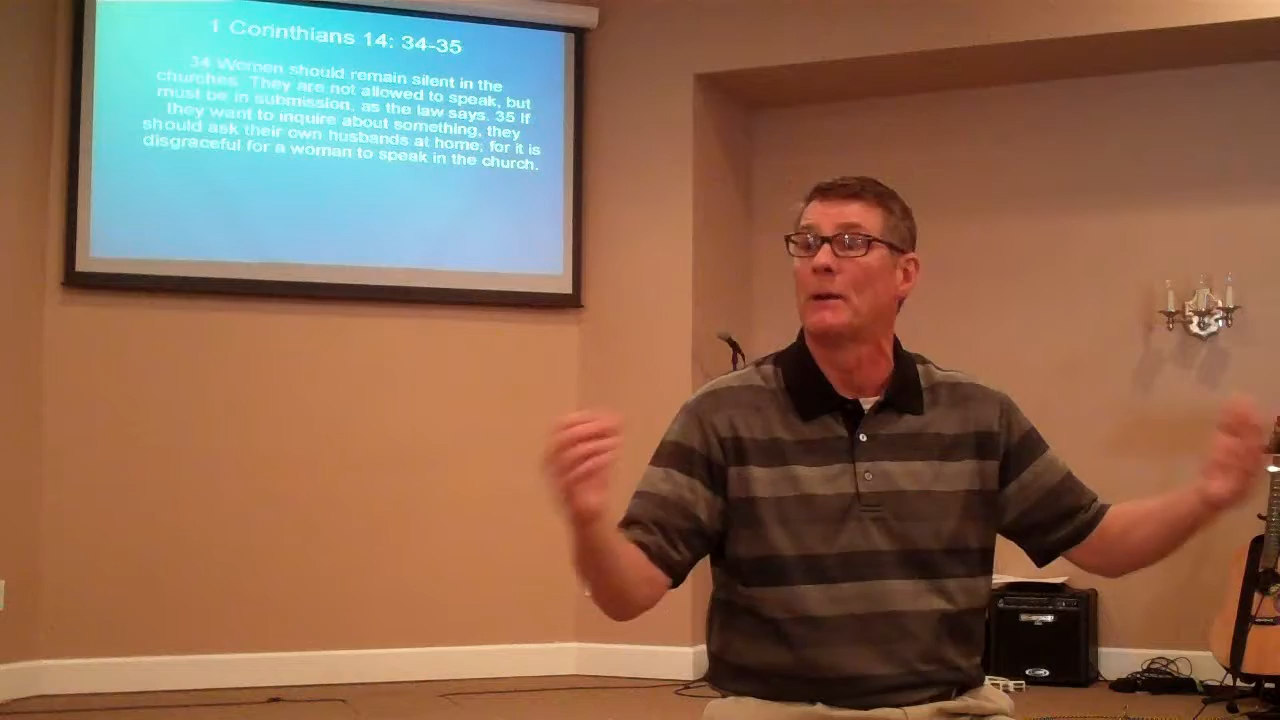 1 Corinthians 14: 34-35
34 Women should remain silent in the
churches. They are not allowed to speak, but
must be in submission, as the law says. 35 If
they want to inquire about something, they
should ask their own husbands at home; for it is
disgraceful for a woman to speak in the church.